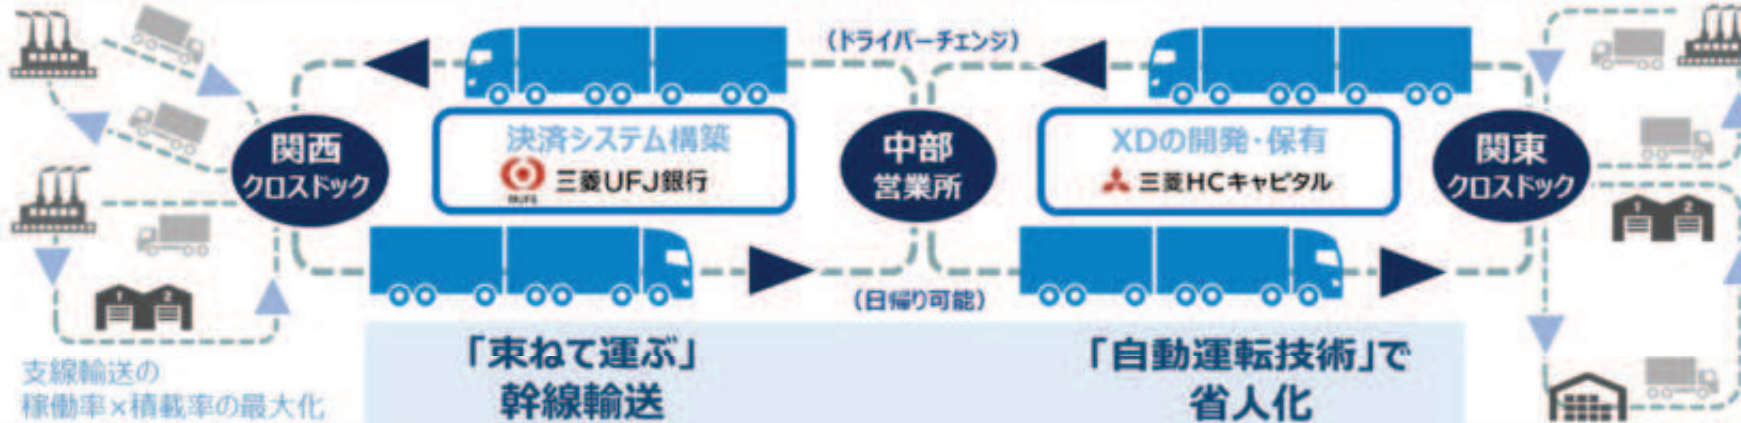 (ドライバーチェンジ)
関西
クロスドック
決済システム構築
MUFG
三菱UFJ銀行
中部
営業所
XDの開発・保有
三菱HCキャピタル
関東
クロスドック
1 2
1 2
(日帰り可能)
「束ねて運ぶ」
幹線輸送
「自動運転技術」で
省人化
支線輸送の
稼働率×積載率の最大化